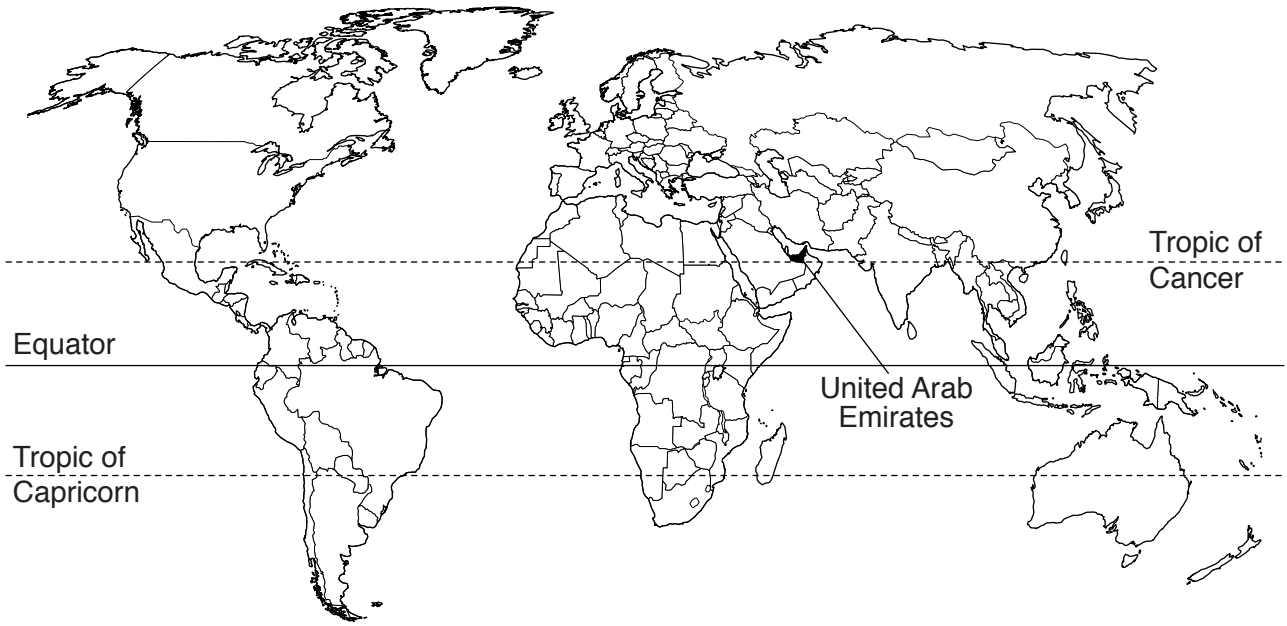 Tropic of
Cancer
Equator
United Arab
Emirates
Tropic of
Capricorn